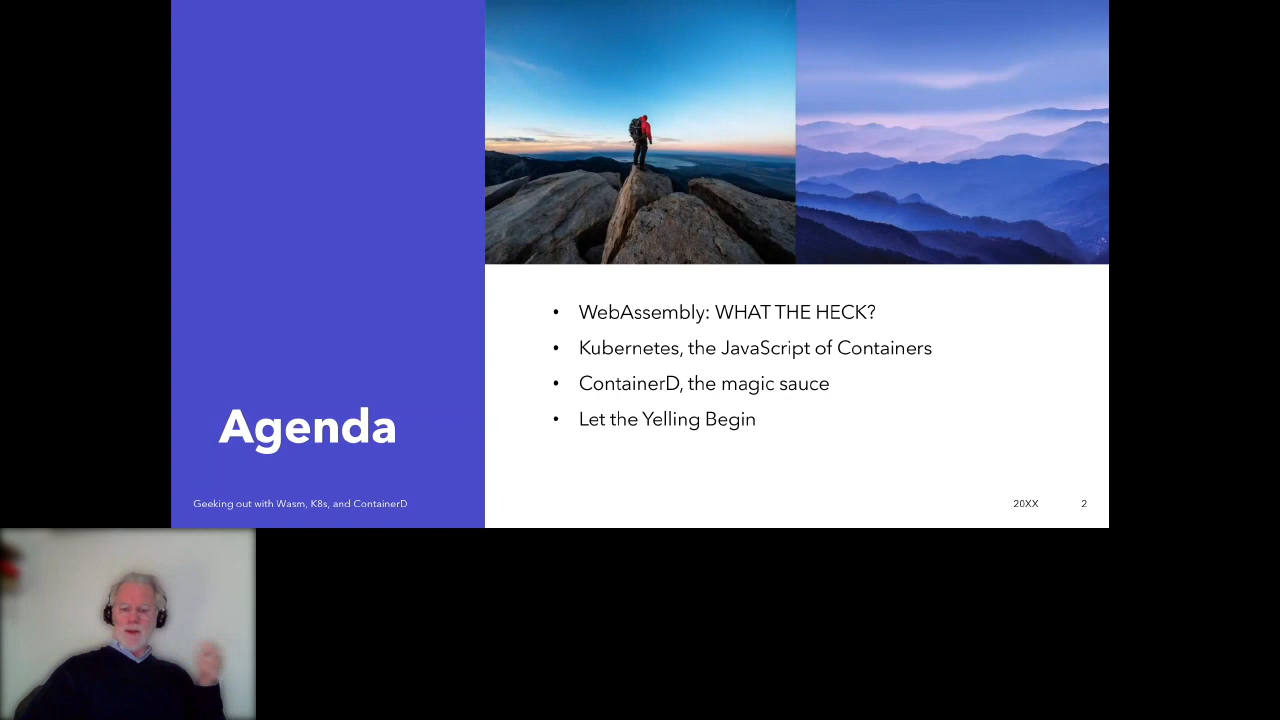 Agenda
• WebAssembly: WHAT THE HECK?
• Kubernetes, the JavaScript of Containers
• ContainerD, the magic sauce
• Let the Yelling Begin
Geeking out with Wasm, K8s, and ContainerD
20XX
2